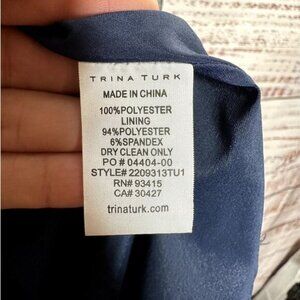 TRINA TURK
MADE IN CHINA
100%POLYESTER
LINING
94%POLYESTER
6%SPANDEX
DRY CLEAN ONLY
PO # 04404-00
STYLE# 2209313TU1
RN# 93415
CA# 30427
trinaturk.com